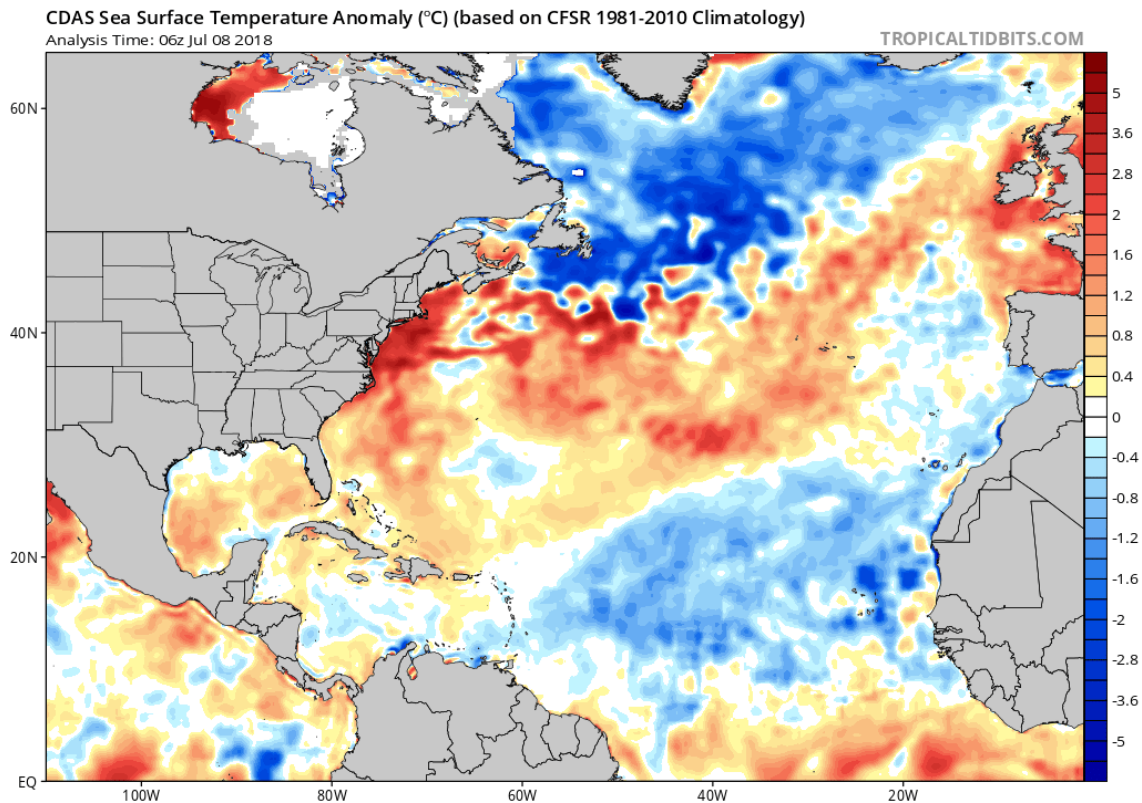 CDAS Sea Surface Temperature Anomaly (°C) (based on CFSR 1981-2010 Climatology)
Analysis Time: 06z Jul 08 2018
TROPICALTIDBITS.COM
60N
40N
20N
EQ
100W
80W
60W
40W
20W
5
3.6
2.8
2
1.6
1.2
0.8
0.4
0
-0.4
-0.8
-1.2
-1.6
-2
-2.8
-3.6
-5